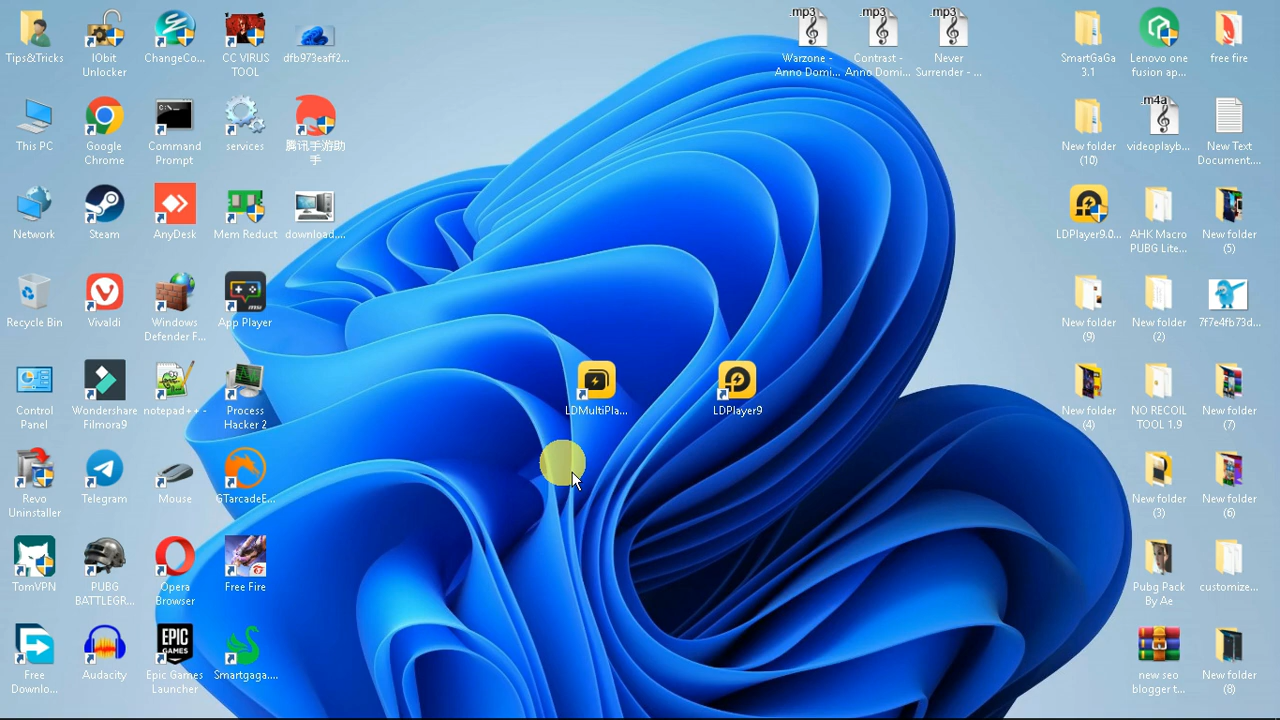 Tips&Tricks
IObit
Unlocker
ChangeCo...
CC VIRUS
TOOL
dfb973eaff2...
.mp3
Warzone -
Anno Domi...
.mp3
Contrast -
Anno Domi...
.mp3
Never
Surrender - ...
SmartGaGa
3.1
Lenovo one
fusion ap...
free fire
This PC
Google
Chrome
Command
Prompt
services
腾讯手游助
手
New folder
(10)
.m4a
videoplayb...
New Text
Document....
Network
Steam
AnyDesk
Mem Reduct
download....
LDPlayer9.0...
AHK Macro
PUBG Lite...
New folder
(5)
Recycle Bin
Vivaldi
Windows
Defender F...
App Player
New folder
(9)
New folder
(2)
7f7e4fb73d...
Control
Panel
Wondershare
Filmora9
notepad++ -
Process
Hacker 2
LDMultiPla...
LDPlayer9
New folder
(4)
NO RECOIL
TOOL 1.9
New folder
(7)
Revo
Uninstaller
Telegram
Mouse
GTarcadeE...
New folder
(3)
New folder
(6)
TomVPN
PUBG
BATTLEGR...
Opera
Browser
Free Fire
Pubg Pack
By Ae
customize...
Free
Downlo...
Audacity
EPIC
GAMES
Epic Games
Launcher
Smartgaga....
new seo
blogger t...
New folder
(8)